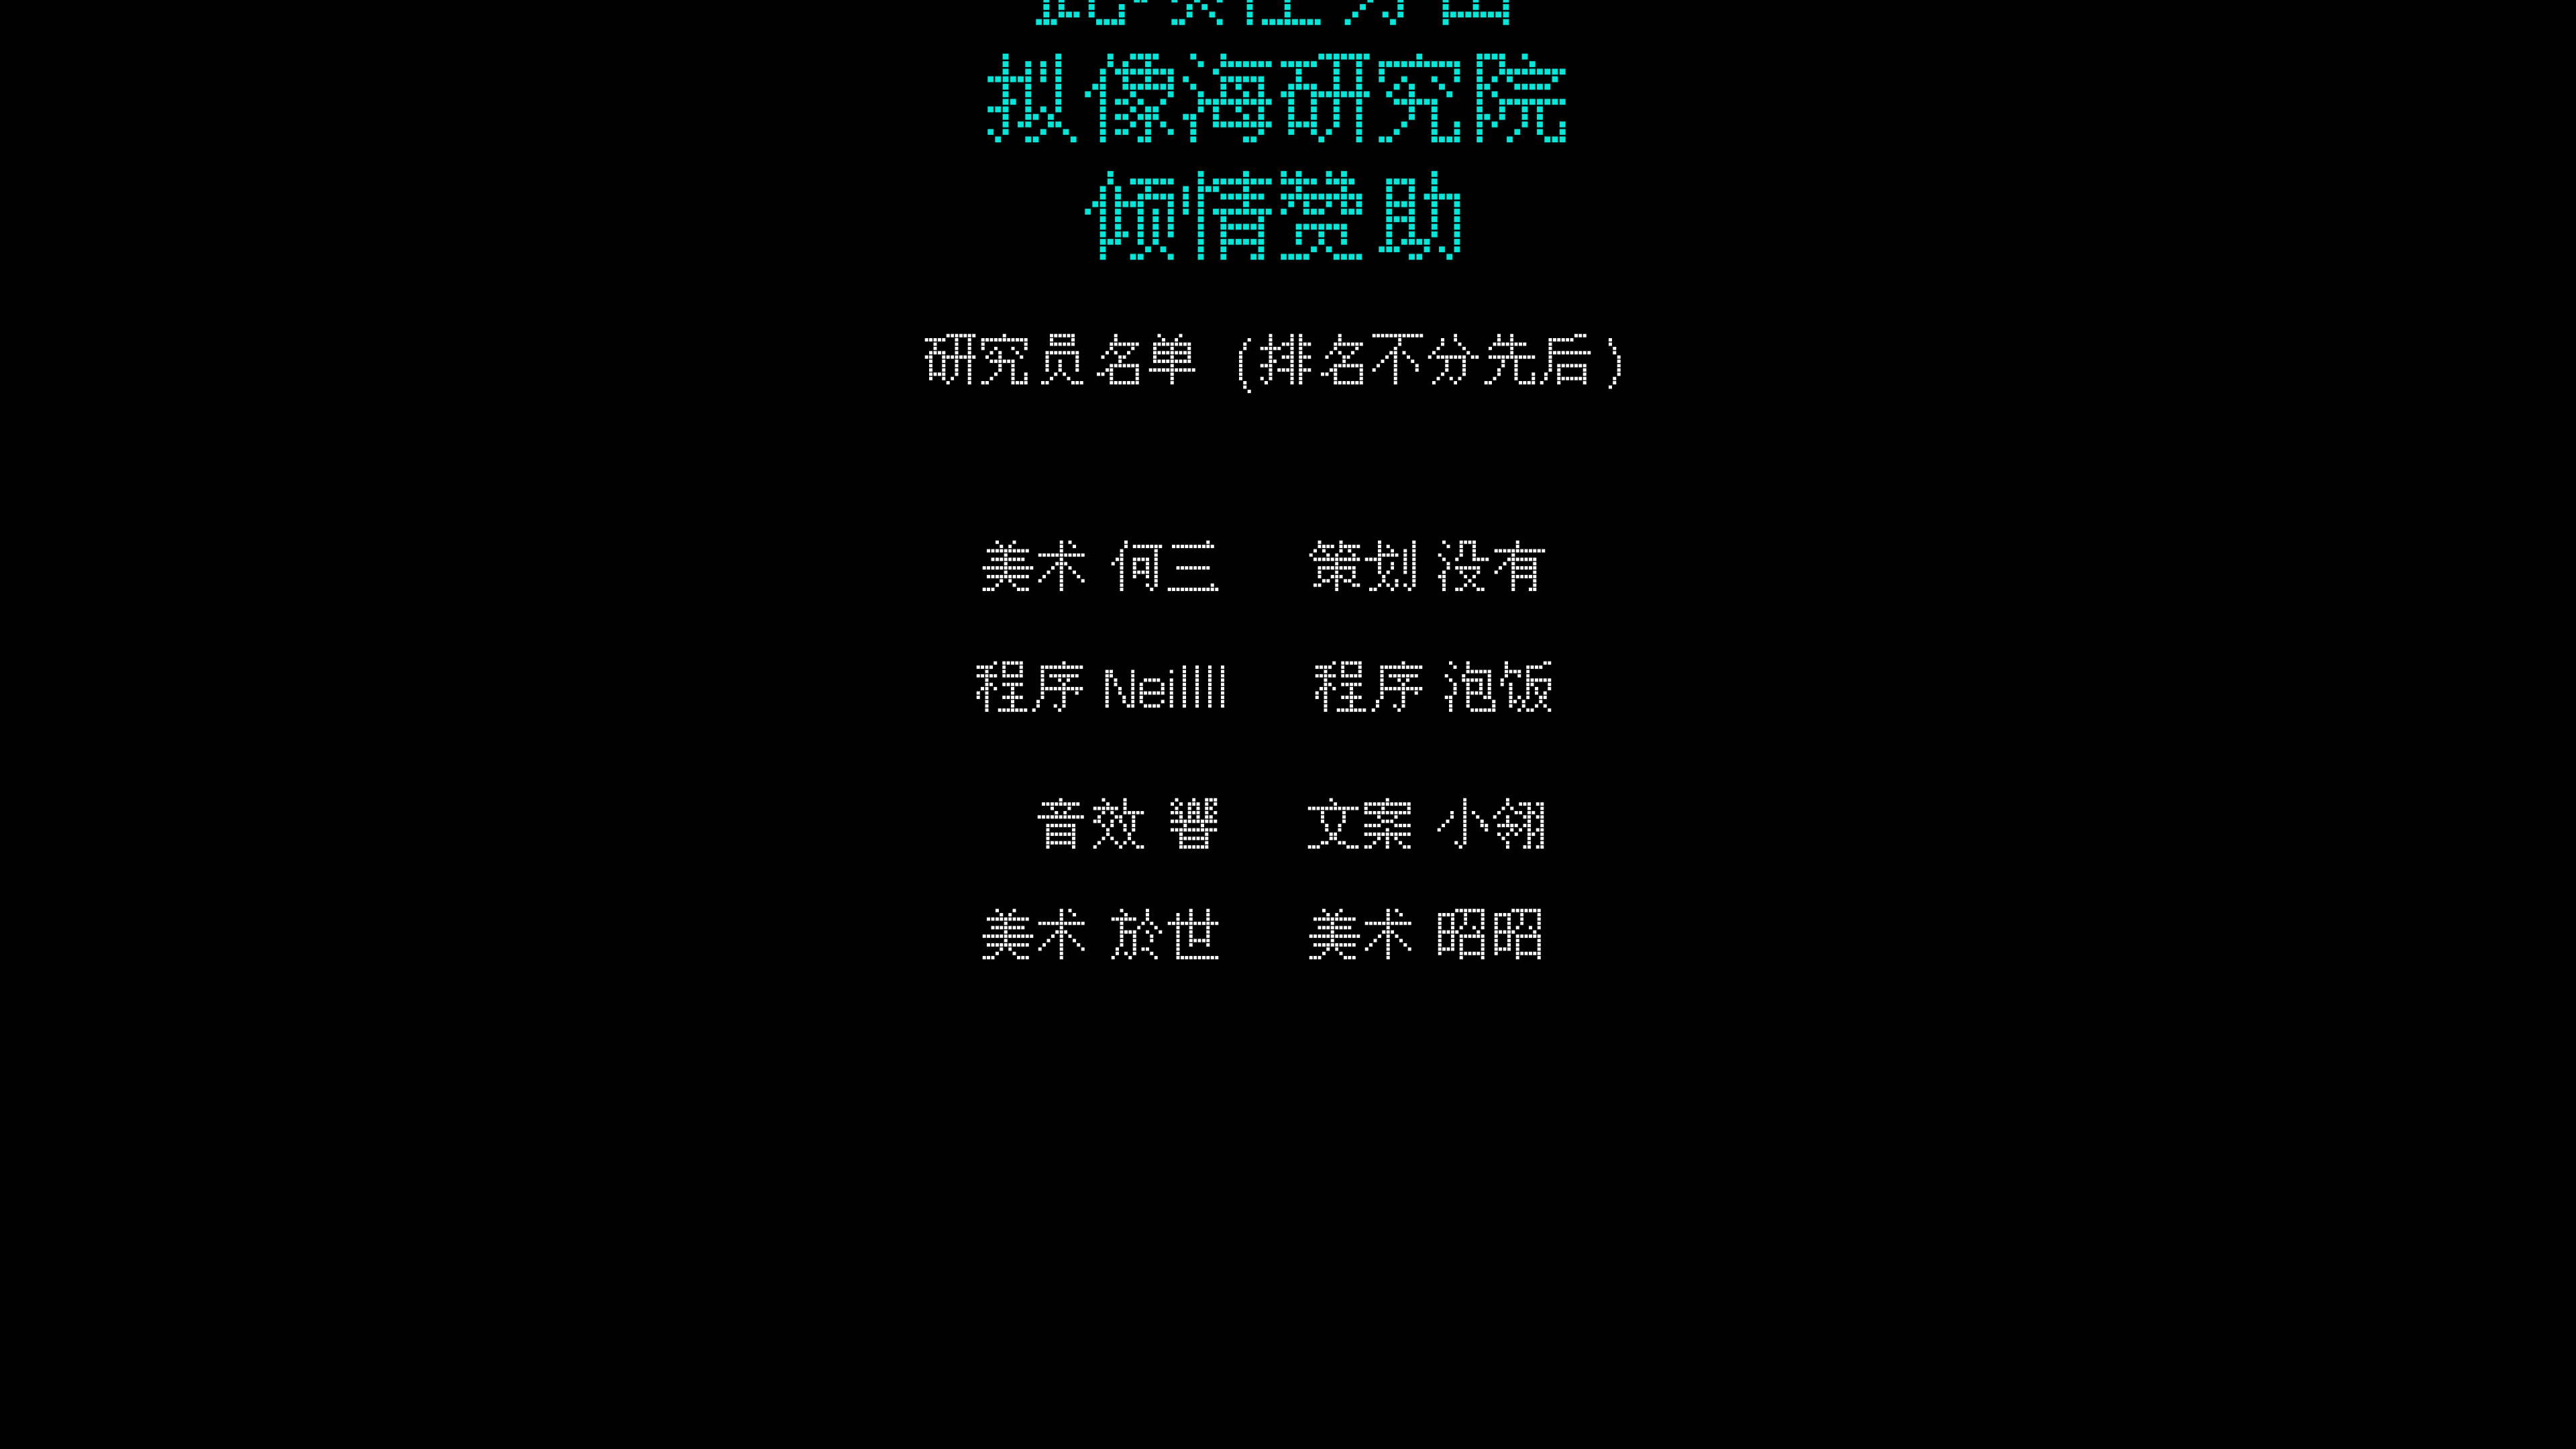 拟像海研究院
倾情赞助
研究员名单 (排名不分先后)
美术 何三 策划 没有
程序 Neillll 程序 泡饭
音效 響 文案 小翎
美术 於世 美术 昭昭